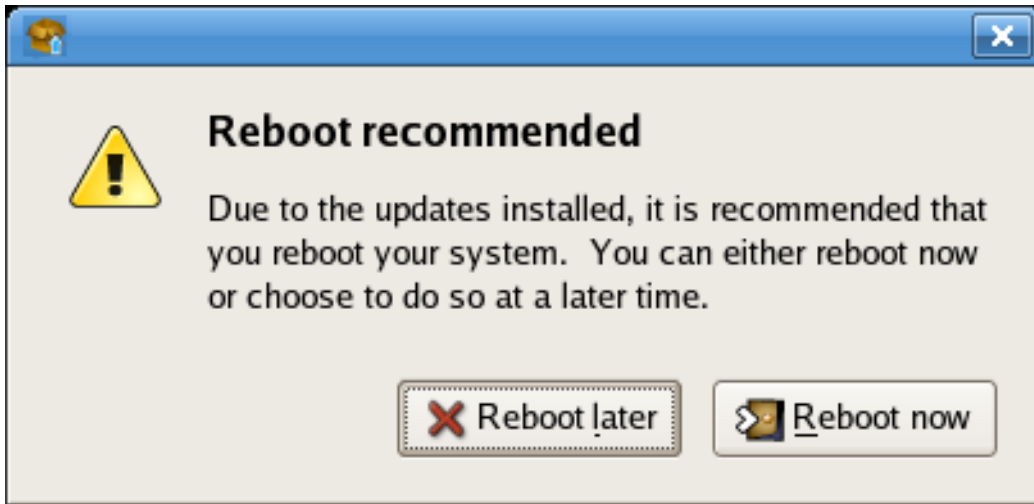 Reboot recommended
Due to the updates installed, it is recommended that
you reboot your system.  You can either reboot now
or choose to do so at a later time.
Reboot later
Reboot now